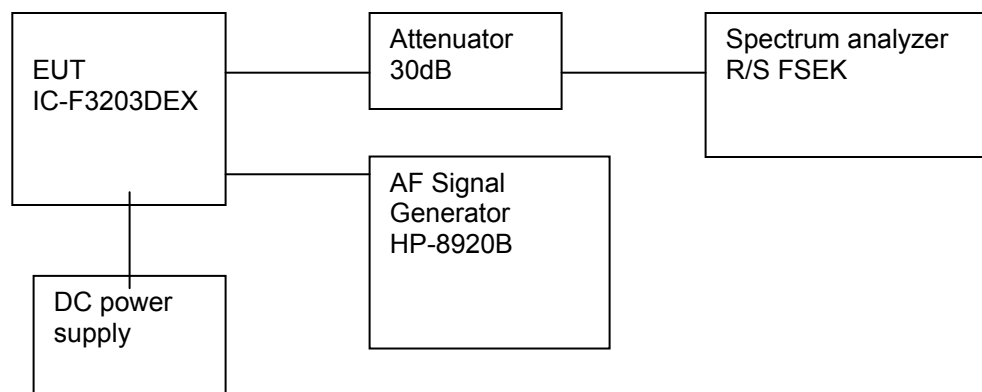 EUT
IC-F3203DEX
Attenuator
30dB
Spectrum analyzer
R/S FSEK
AF Signal
Generator
HP-8920B
DC power
supply